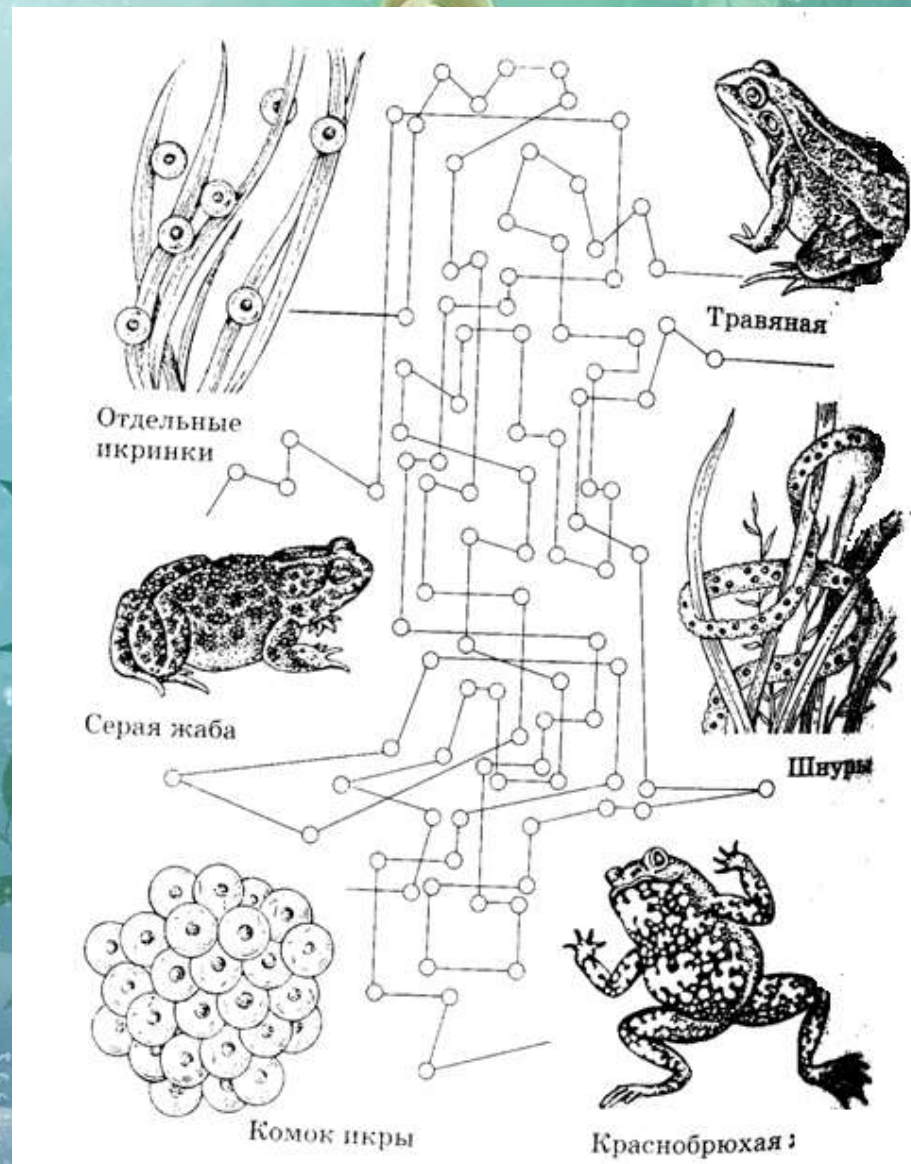 Травяная
Отдельные
икринки
Серая жаба
Шнуры
Комок икры
Краснобрюхая